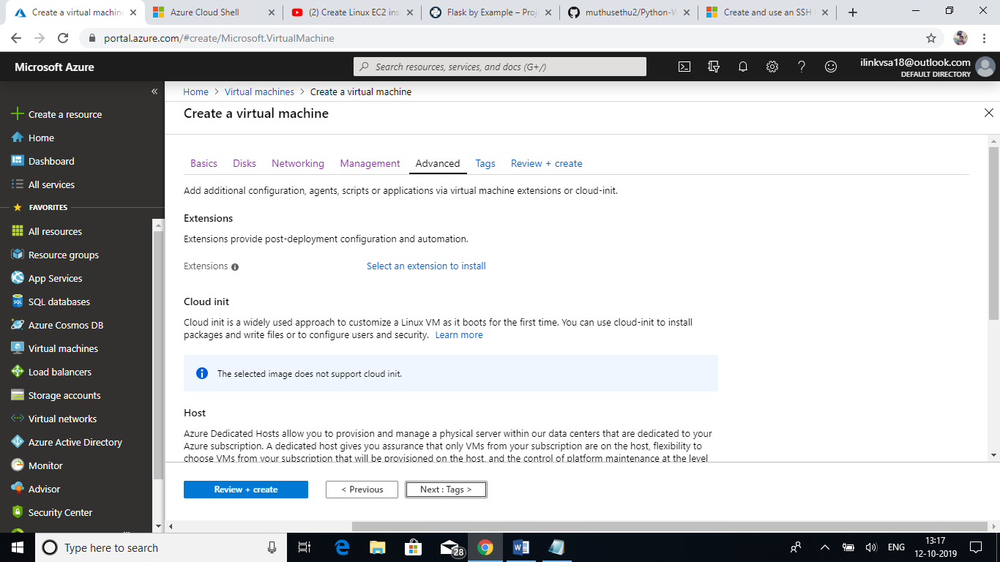 Create a virtual machin
Azure Cloud Shell
(2) Create Linux EC2 ins
Flask by Example – Proj
muthusethu2/Python-W
Create and use an SSH
portal.azure.com/#create/Microsoft.VirtualMachine
Microsoft Azure
Search resources, services, and docs (G+/)
ilinkvsa18@outlook.com
DEFAULT DIRECTORY
Create a resource
Home
Dashboard
All services
FAVORITES
All resources
Resource groups
App Services
SQL databases
Azure Cosmos DB
Virtual machines
Load balancers
Storage accounts
Virtual networks
Azure Active Directory
Monitor
Advisor
Security Center
Home > Virtual machines > Create a virtual machine
Create a virtual machine
Basics Disks Networking Management Advanced Tags Review + create
Add additional configuration, agents, scripts or applications via virtual machine extensions or cloud-init.
Extensions
Extensions provide post-deployment configuration and automation.
Extensions Select an extension to install
Cloud init
Cloud init is a widely used approach to customize a Linux VM as it boots for the first time. You can use cloud-init to install
packages and write files or to configure users and security. Learn more
The selected image does not support cloud init.
Host
Azure Dedicated Hosts allow you to provision and manage a physical server within our data centers that are dedicated to your
Azure subscription. A dedicated host gives you assurance that only VMs from your subscription are on the host, flexibility to
choose VMs from your subscription that will be provisioned on the host, and the control of platform maintenance at the level
Review + create < Previous Next : Tags >
Type here to search
28
ENG
13:17
12-10-2019